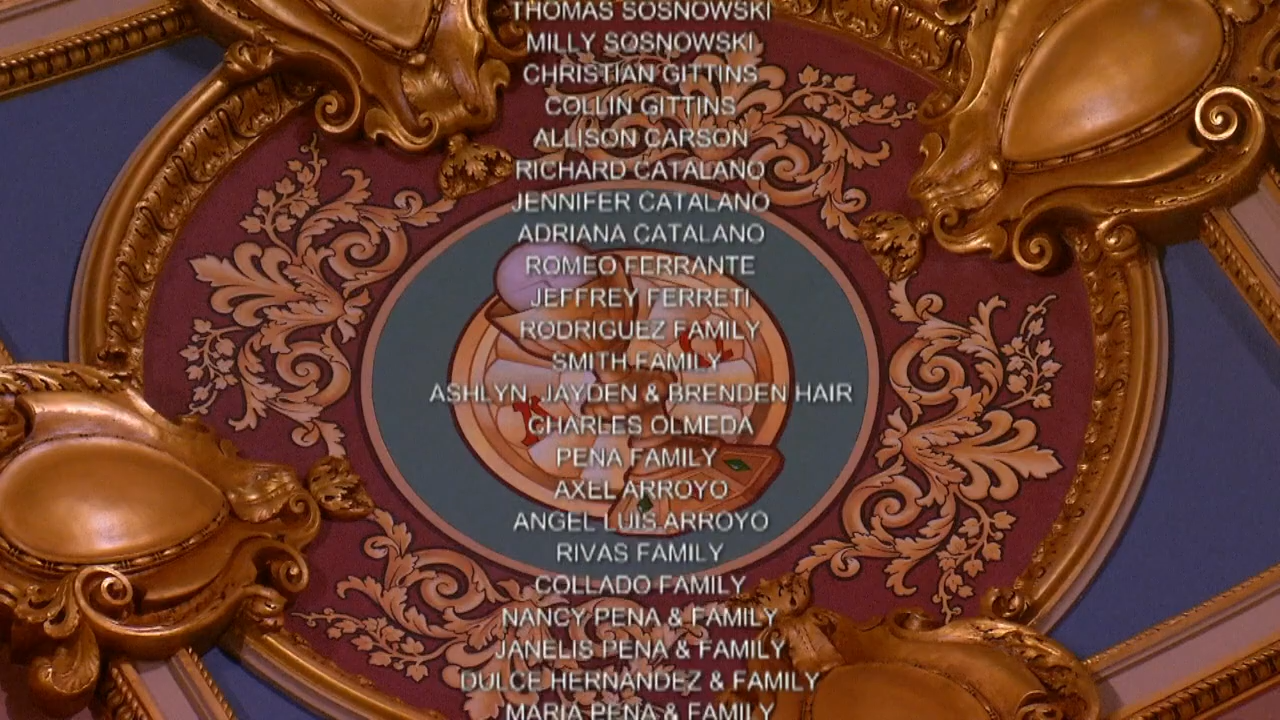 THOMAS SOSNOWSKI
MILLY SOSNOWSKI
CHRISTIAN GITTINS
COLLIN GITTINS
ALLISON CARSON
RICHARD CATALANO
JENNIFER CATALANO
ADRIANA CATALANO
ROMEO FERRANTE
JEFFREY FERRETI
RODRIGUEZ FAMILY
SMITH FAMILY
ASHLYN, JAYDEN & BRENDEN HAIR
CHARLES OLMEDA
PENA FAMILY
AXEL ARROYO
ANGEL LUIS ARROYO
RIVAS FAMILY
COLLADO FAMILY
NANCY PENA & FAMILY
JANELIS PENA & FAMILY
DULCE HERNANDEZ & FAMILY
MARIA PENA & FAMILY